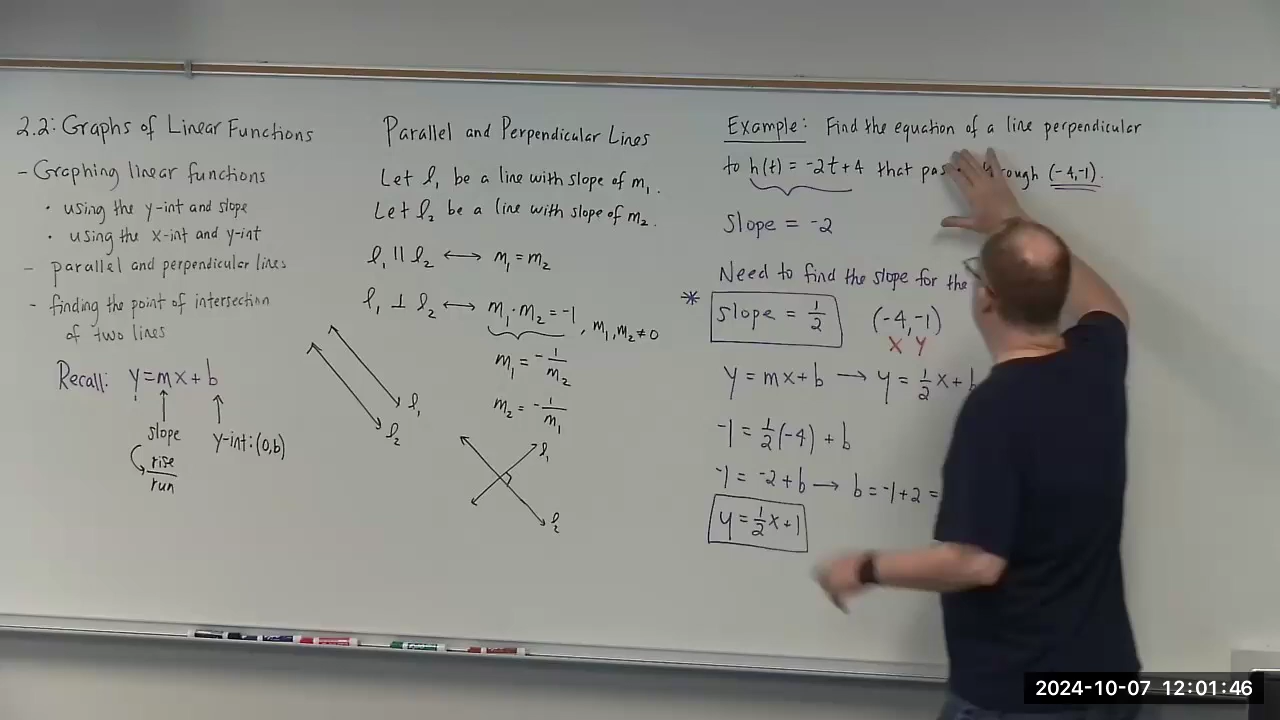 2.2: Graphs of Linear Functions
- Graphing linear functions
• using the y-int and slope
• using the x-int and y-int
- parallel and perpendicular lines
- finding the point of intersection
of two lines
Recall: y=mx+b
slope
rise
run
y-int:(0,b)
Parallel and Perpendicular Lines
Let ℓ₁ be a line with slope of m₁.
Let ℓ₂ be a line with slope of m₂.
ℓ₁ ∥ ℓ₂ ⟷ m₁=m₂
ℓ₁ ⊥ ℓ₂ ⟷ m₁·m₂=-1, m₁,m₂≠0
m₁=-1/m₂
m₂=-1/m₁
ℓ₁
ℓ₂
ℓ₁
ℓ₂
Example: Find the equation of a line perpendicular
to h(t)=-2t+4 that (-4,-1).
slope = -2
Need to find the slope for the
* slope = 1/2 (-4,-1)
X Y
y=mx+b → y=1/2x+b
-1=1/2(-4)+b
-1=-2+b → b=-1+2=
y=1/2x+1
2024-10-07 12:01:46